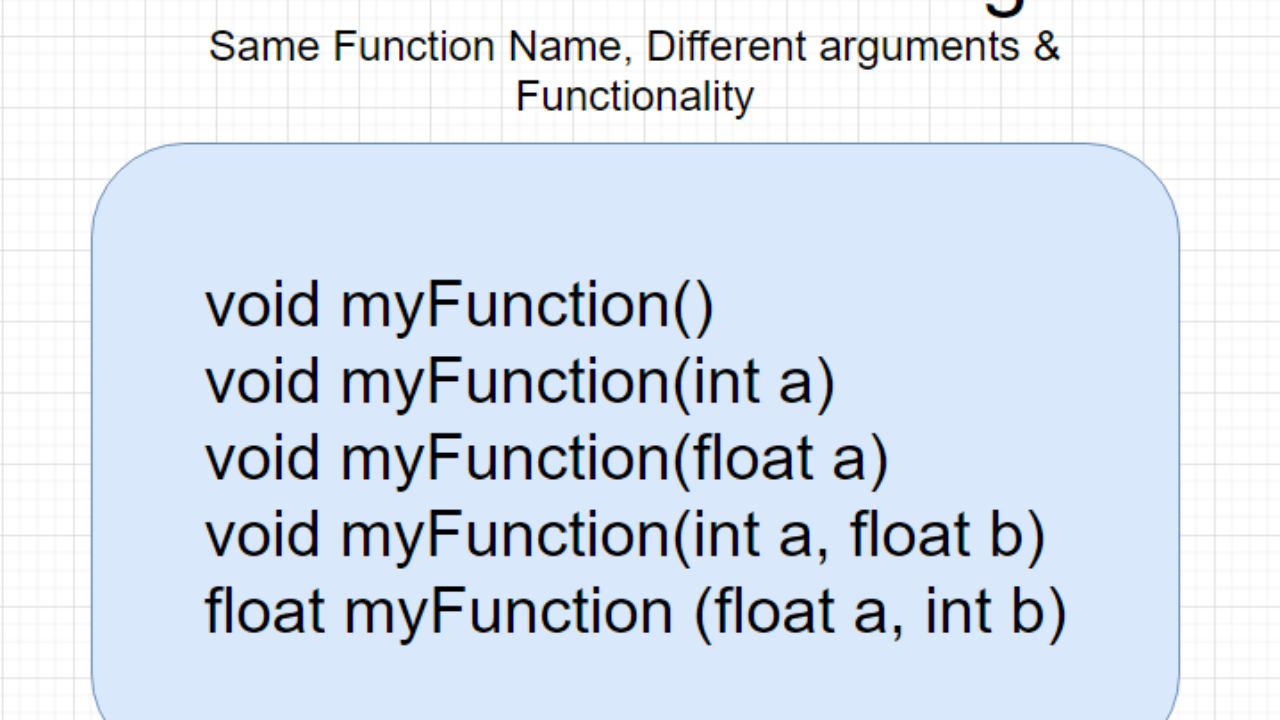 Same Function Name, Different arguments &
Functionality
void myFunction()
void myFunction(int a)
void myFunction(float a)
void myFunction(int a, float b)
float myFunction (float a, int b)